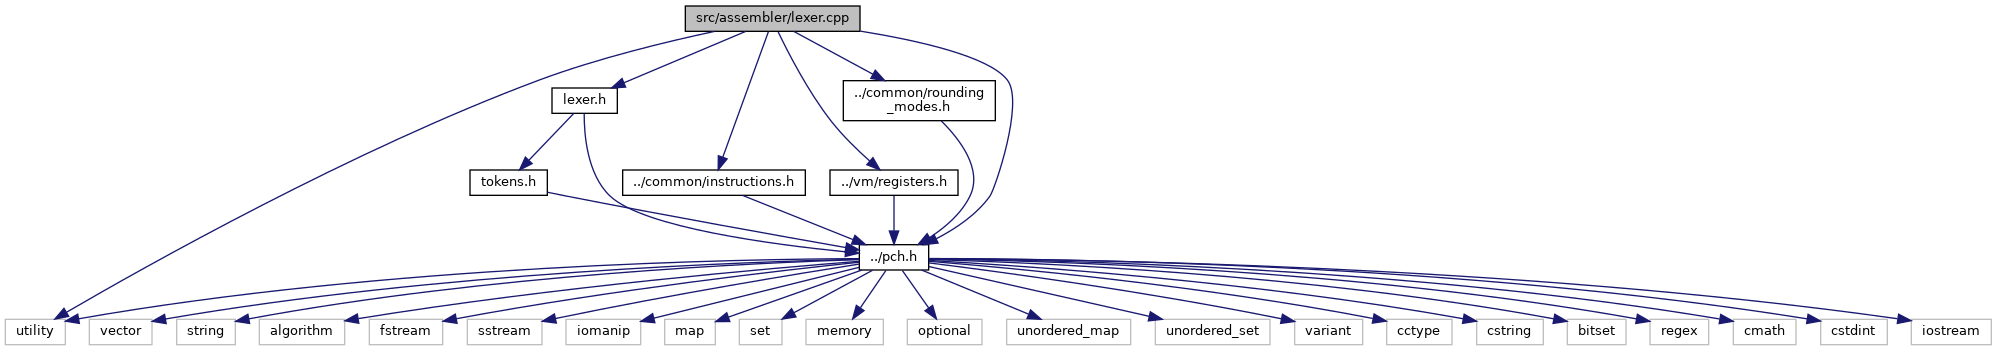 src/assembler/lexer.cpp
lexer.h
../common/rounding
_modes.h
tokens.h
../common/instructions.h
../vm/registers.h
../pch.h
utility
vector
string
algorithm
fstream
sstream
iomanip
map
set
memory
optional
unordered_map
unordered_set
variant
cctype
cstring
bitset
regex
cmath
cstdint
iostream